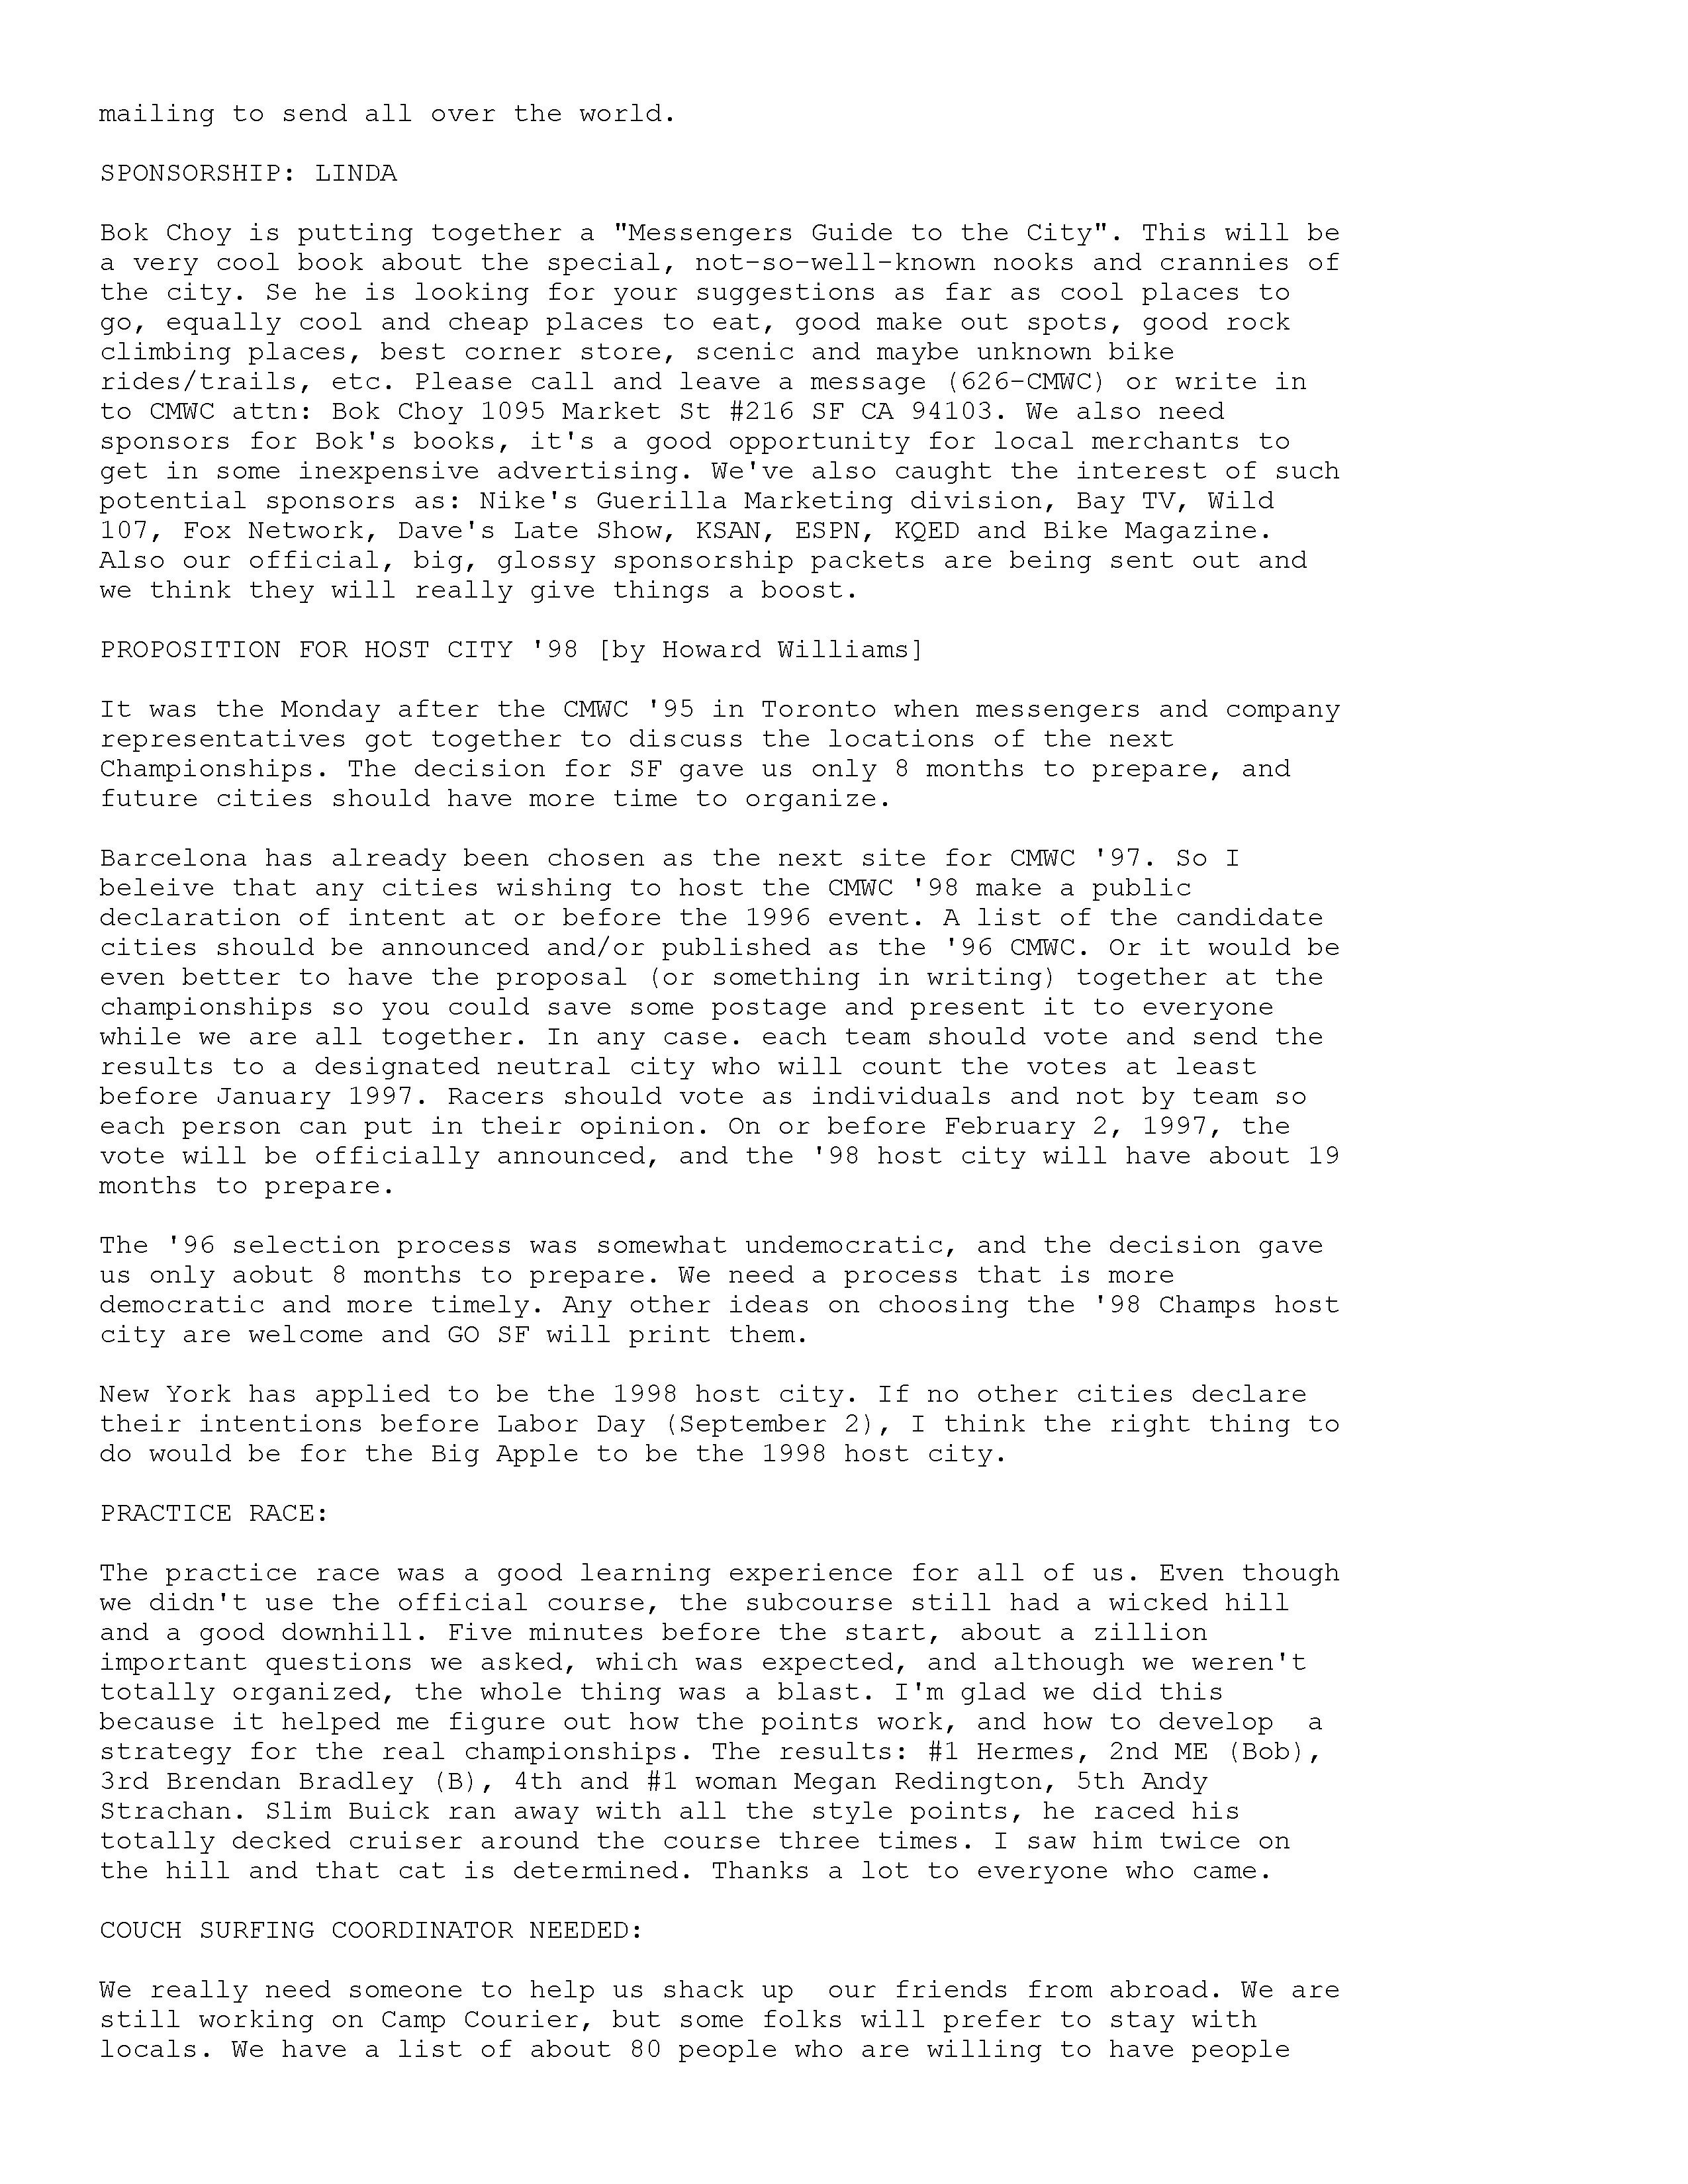 mailing to send all over the world.
SPONSORSHIP: LINDA
Bok Choy is putting together a "Messengers Guide to the City". This will be
a very cool book about the special, not-so-well-known nooks and crannies of
the city. Se he is looking for your suggestions as far as cool places to
go, equally cool and cheap places to eat, good make out spots, good rock
climbing places, best corner store, scenic and maybe unknown bike
rides/trails, etc. Please call and leave a message (626-CMWC) or write in
to CMWC attn: Bok Choy 1095 Market St #216 SF CA 94103. We also need
sponsors for Bok's books, it's a good opportunity for local merchants to
get in some inexpensive advertising. We've also caught the interest of such
potential sponsors as: Nike's Guerilla Marketing division, Bay TV, Wild
107, Fox Network, Dave's Late Show, KSAN, ESPN, KQED and Bike Magazine.
Also our official, big, glossy sponsorship packets are being sent out and
we think they will really give things a boost.
PROPOSITION FOR HOST CITY '98 [by Howard Williams]
It was the Monday after the CMWC '95 in Toronto when messengers and company
representatives got together to discuss the locations of the next
Championships. The decision for SF gave us only 8 months to prepare, and
future cities should have more time to organize.
Barcelona has already been chosen as the next site for CMWC '97. So I
beleive that any cities wishing to host the CMWC '98 make a public
declaration of intent at or before the 1996 event. A list of the candidate
cities should be announced and/or published as the '96 CMWC. Or it would be
even better to have the proposal (or something in writing) together at the
championships so you could save some postage and present it to everyone
while we are all together. In any case. each team should vote and send the
results to a designated neutral city who will count the votes at least
before January 1997. Racers should vote as individuals and not by team so
each person can put in their opinion. On or before February 2, 1997, the
vote will be officially announced, and the '98 host city will have about 19
months to prepare.
The '96 selection process was somewhat undemocratic, and the decision gave
us only aobut 8 months to prepare. We need a process that is more
democratic and more timely. Any other ideas on choosing the '98 Champs host
city are welcome and GO SF will print them.
New York has applied to be the 1998 host city. If no other cities declare
their intentions before Labor Day (September 2), I think the right thing to
do would be for the Big Apple to be the 1998 host city.
PRACTICE RACE:
The practice race was a good learning experience for all of us. Even though
we didn't use the official course, the subcourse still had a wicked hill
and a good downhill. Five minutes before the start, about a zillion
important questions we asked, which was expected, and although we weren't
totally organized, the whole thing was a blast. I'm glad we did this
because it helped me figure out how the points work, and how to develop  a
strategy for the real championships. The results: #1 Hermes, 2nd ME (Bob),
3rd Brendan Bradley (B), 4th and #1 woman Megan Redington, 5th Andy
Strachan. Slim Buick ran away with all the style points, he raced his
totally decked cruiser around the course three times. I saw him twice on
the hill and that cat is determined. Thanks a lot to everyone who came.
COUCH SURFING COORDINATOR NEEDED:
We really need someone to help us shack up  our friends from abroad. We are
still working on Camp Courier, but some folks will prefer to stay with
locals. We have a list of about 80 people who are willing to have people